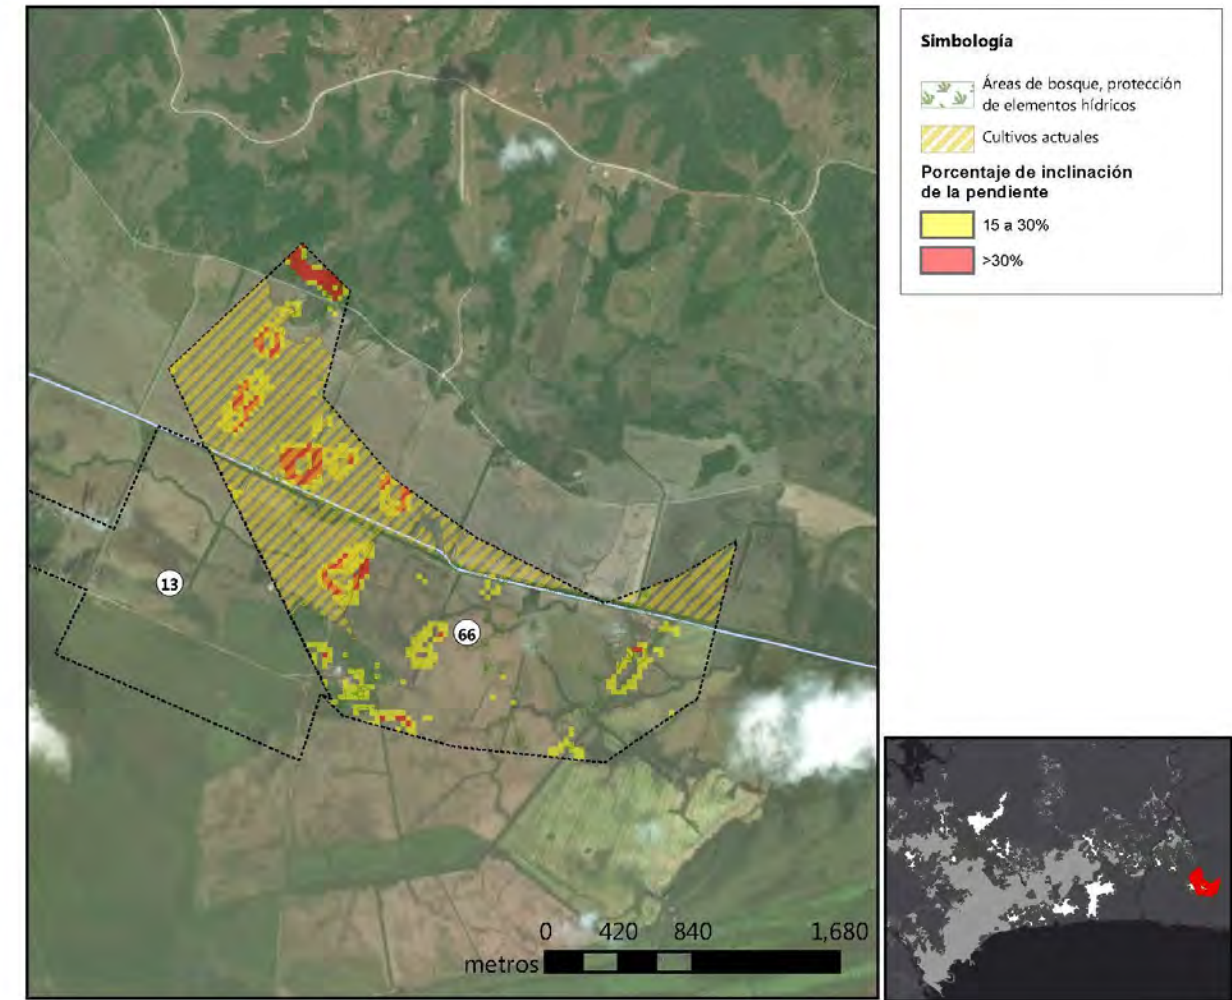 Simbología
Áreas de bosque, protección
de elementos hídricos
Cultivos actuales
Porcentaje de inclinación
de la pendiente
15 a 30%
>30%
13
66
0 420 840 1,680
metros